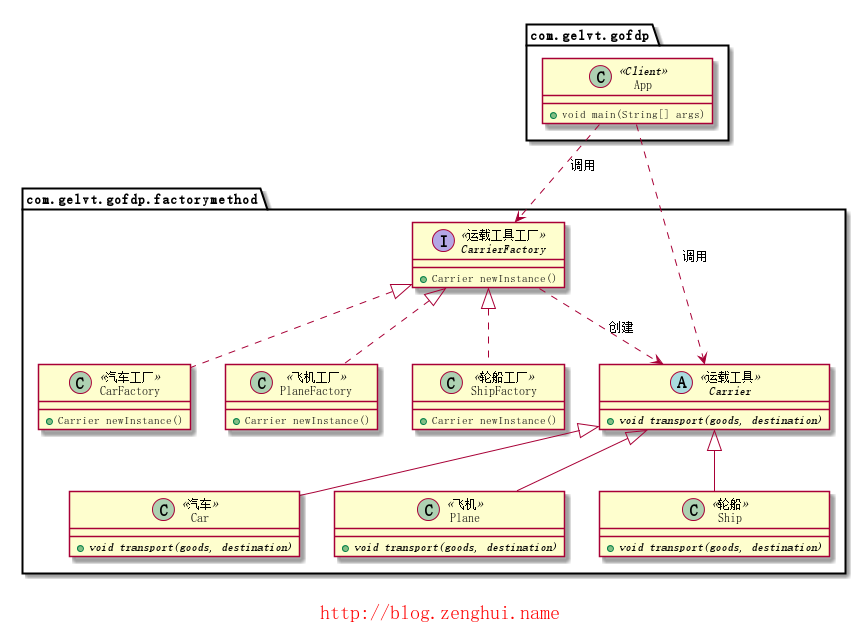 com.gelvt.gofdp
C «Client»
App
void main(String[] args)
调用
com.gelvt.gofdp.factorymethod
I «运载工具工厂»
CarrierFactory
Carrier newInstance()
调用
创建
C «汽车工厂»
CarFactory
Carrier newInstance()
C «飞机工厂»
PlaneFactory
Carrier newInstance()
C «轮船工厂»
ShipFactory
Carrier newInstance()
A «运载工具»
Carrier
void transport(goods, destination)
C «汽车»
Car
void transport(goods, destination)
C «飞机»
Plane
void transport(goods, destination)
C «轮船»
Ship
void transport(goods, destination)
http://blog.zenghui.name